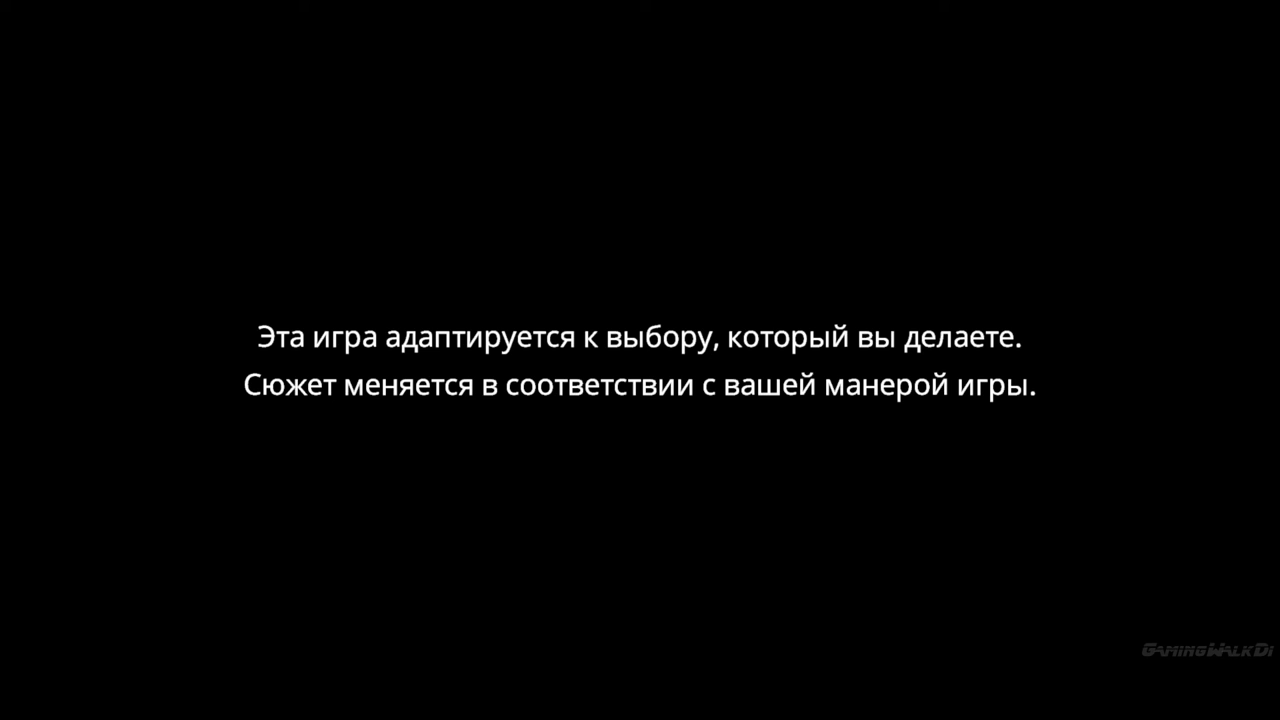 Эта игра адаптируется к выбору, который вы делаете.
Сюжет меняется в соответствии с вашей манерой игры.
GamingWalkDi